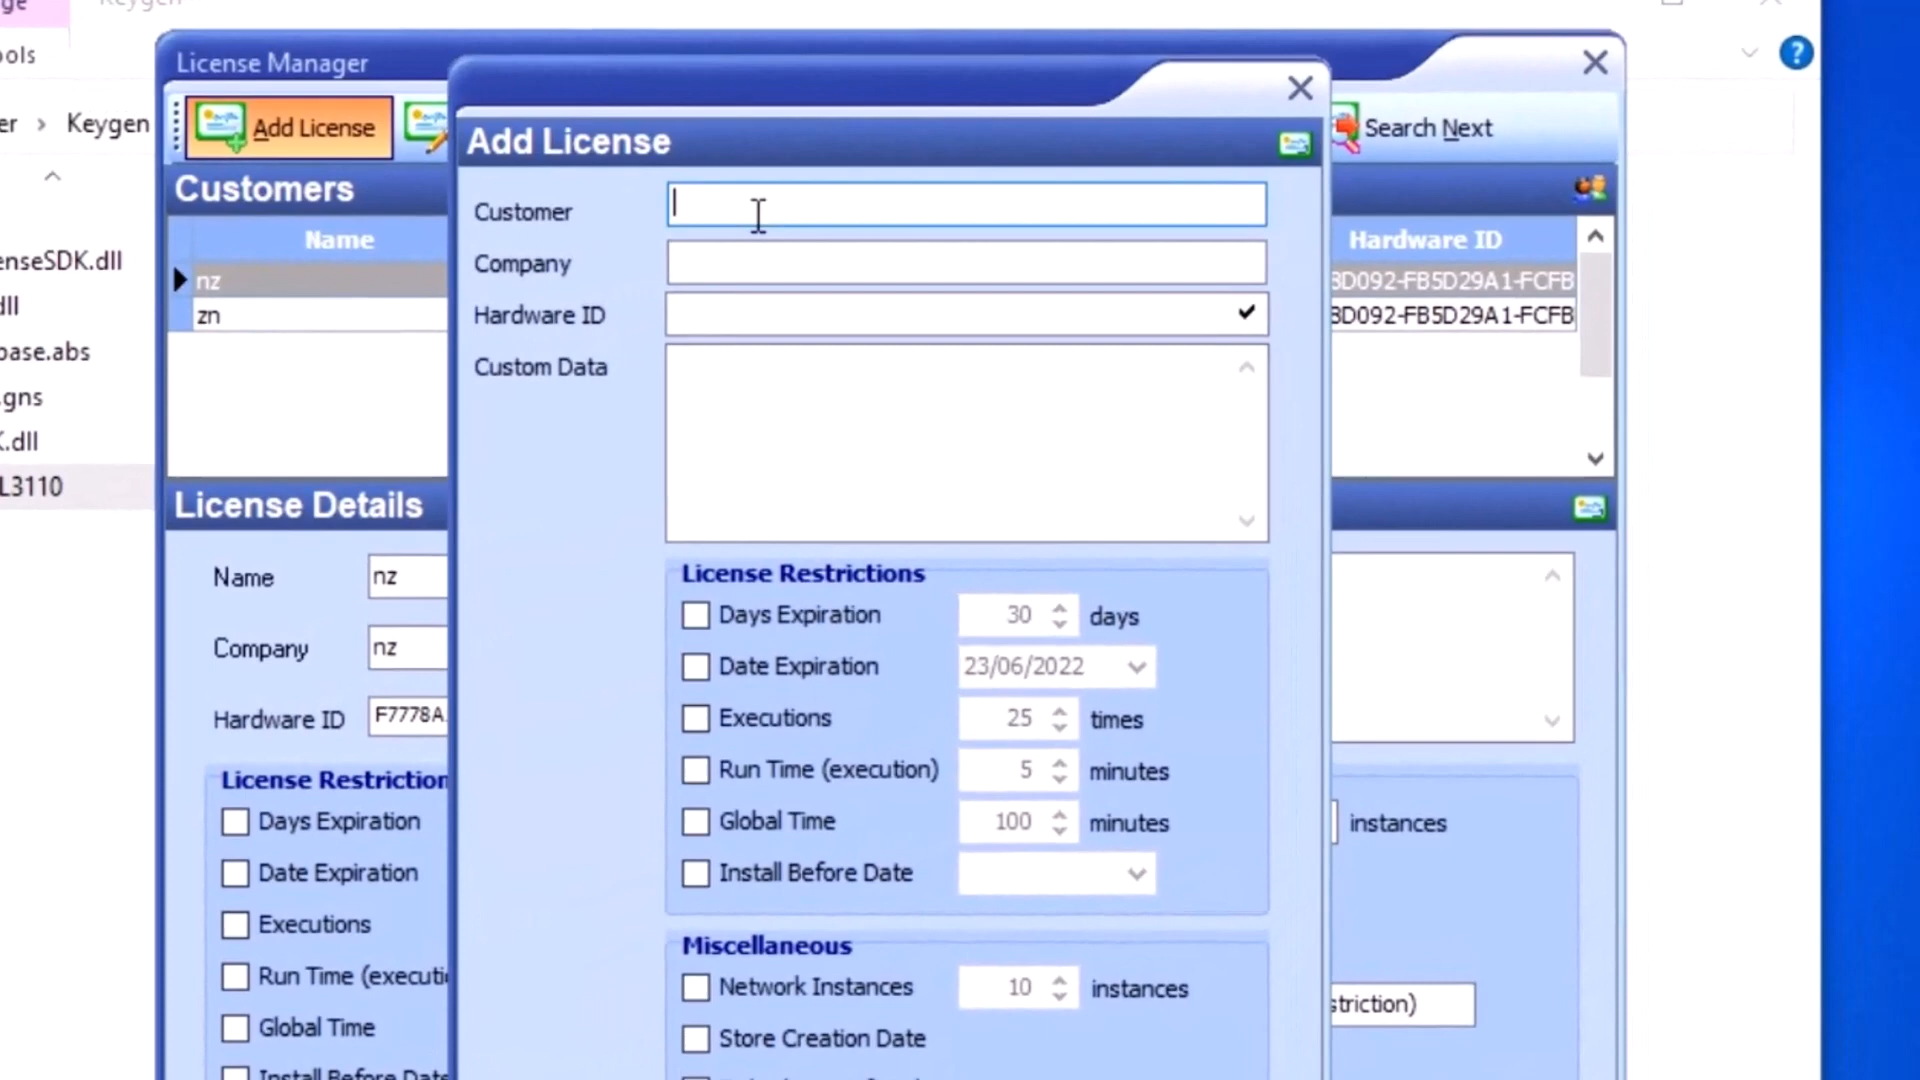 Keygen
ools
License Manager
?
er > Keygen
Add License
Search Next
Add License
Customers
Name
Hardware ID
nz
8D092-FB5D29A1-FCFB
zn
8D092-FB5D29A1-FCFB
Customer
Company
Hardware ID
Custom Data
enseSDK.dll
dll
base.abs
.gns
K.dll
L3110
License Details
Name
nz
Company
nz
Hardware ID
F7778A
License Restriction
Days Expiration
Date Expiration
Executions
Run Time (executi
Global Time
Install Before Date
License Restrictions
Days Expiration 30 days
Date Expiration 23/06/2022
Executions 25 times
Run Time (execution) 5 minutes
Global Time 100 minutes
Install Before Date
Miscellaneous
Network Instances 10 instances
Store Creation Date
instances
striction)